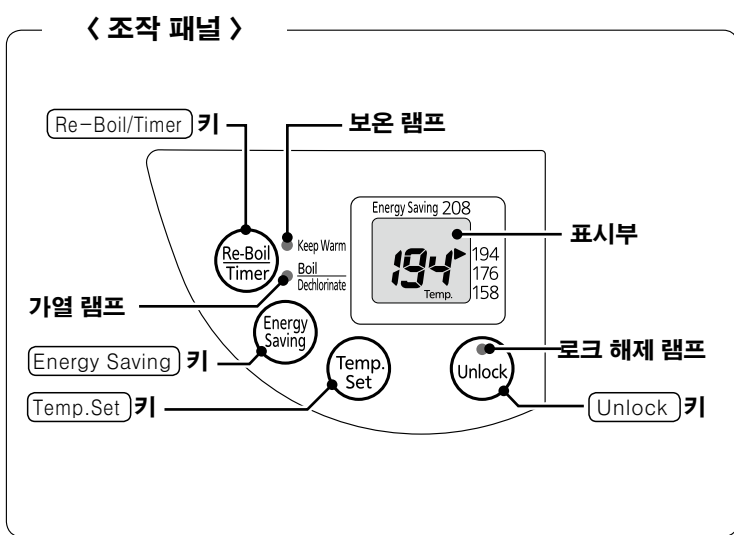 〈 조작 패널 〉
Re-Boil/Timer 키
보온 램프
Energy Saving 208
표시부
Re-Boil
Timer
Keep Warm
Boil
Dechlorinate
194
Temp.
194
176
158
가열 램프
Energy
Saving
로크 해제 램프
Energy Saving 키
Temp.
Set
Unlock
Temp.Set 키
Unlock 키